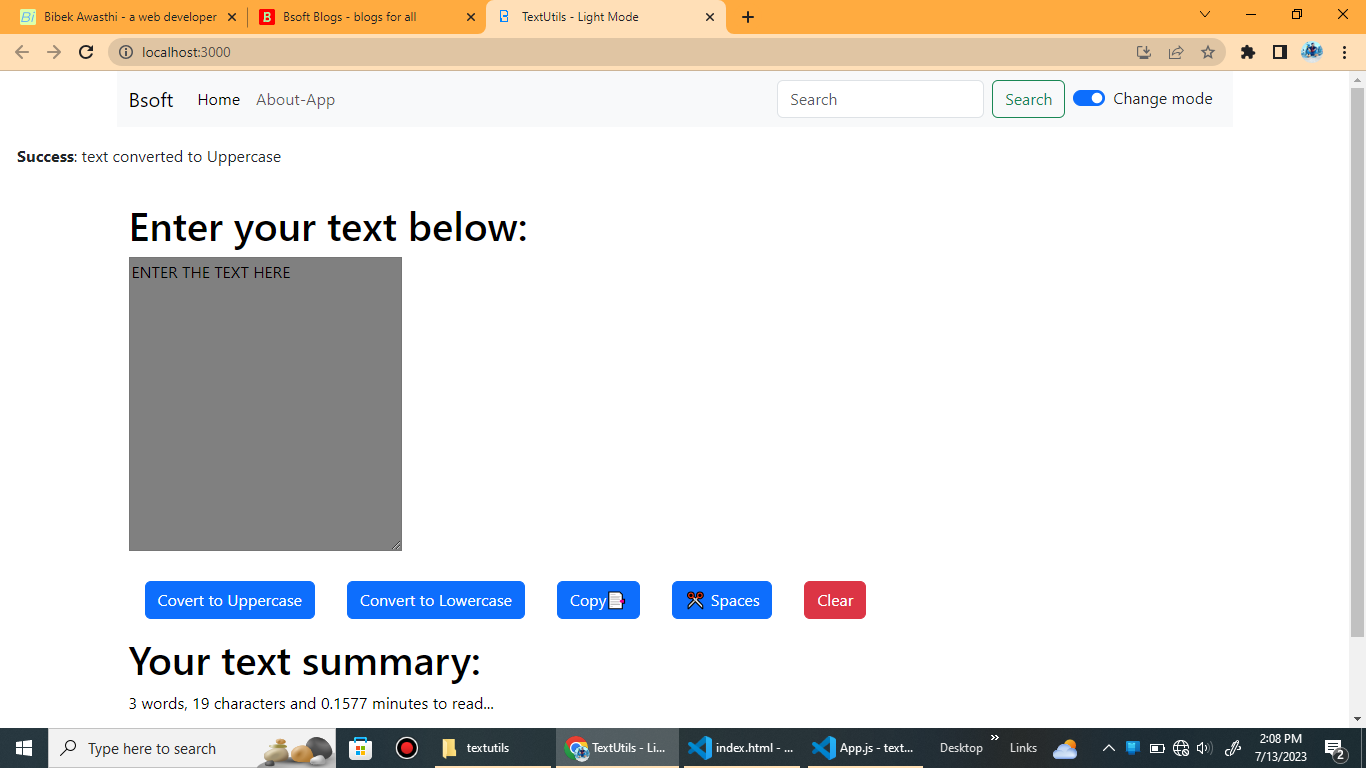 Bibek Awasthi - a web developer
Bsoft Blogs - blogs for all
TextUtils - Light Mode
localhost:3000
Bsoft Home About-App Search Search Change mode
Success: text converted to Uppercase
Enter your text below:
ENTER THE TEXT HERE
Covert to Uppercase Convert to Lowercase Copy Spaces Clear
Your text summary:
3 words, 19 characters and 0.1577 minutes to read...
Type here to search textutils TextUtils - Li... index.html - ... App.js - text... Desktop » Links 2:08 PM
7/13/2023 2